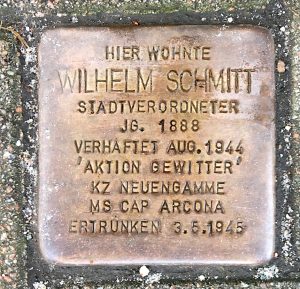 HIER WOHNTE
WILHELM SCHMITT
STADTVERORDNETER
JG. 1888
VERHAFTET AUG. 1944
'AKTION GEWITTER'
KZ NEUENGAMME
MS CAP ARCONA
ERTRUNKEN 3.5.1945